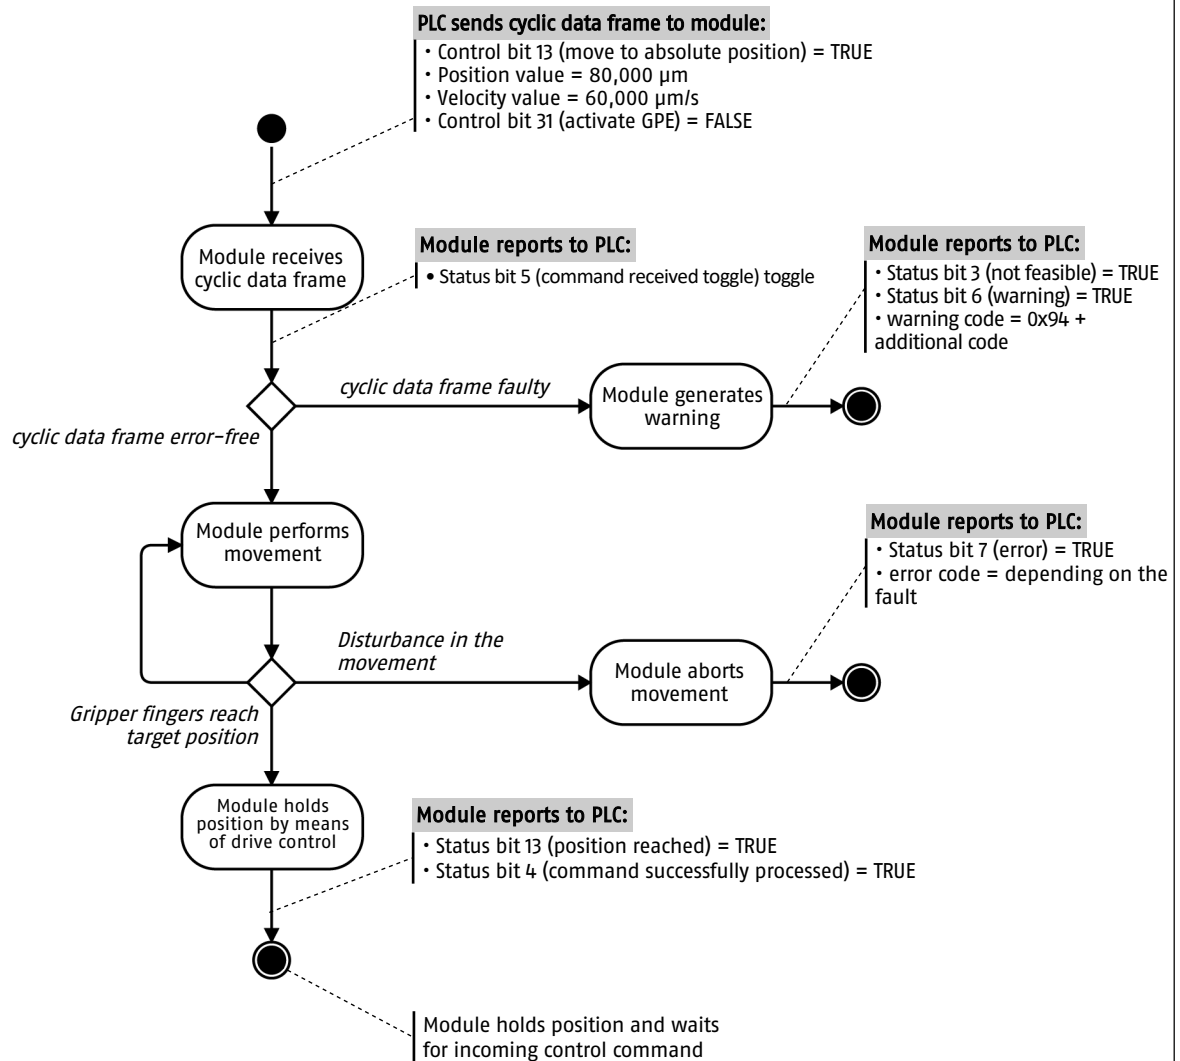 PLC sends cyclic data frame to module:
· Control bit 13 (move to absolute position) = TRUE
· Position value = 80,000 µm
· Velocity value = 60,000 µm/s
· Control bit 31 (activate GPE) = FALSE
Module receives
cyclic data frame
Module reports to PLC:
• Status bit 5 (command received toggle) toggle
Module reports to PLC:
· Status bit 3 (not feasible) = TRUE
· Status bit 6 (warning) = TRUE
· warning code = 0x94 +
additional code
cyclic data frame faulty
Module generates
warning
cyclic data frame error-free
Module performs
movement
Module reports to PLC:
· Status bit 7 (error) = TRUE
· error code = depending on the
fault
Disturbance in the
movement
Module aborts
movement
Gripper fingers reach
target position
Module holds
position by means
of drive control
Module reports to PLC:
· Status bit 13 (position reached) = TRUE
· Status bit 4 (command successfully processed) = TRUE
Module holds position and waits
for incoming control command